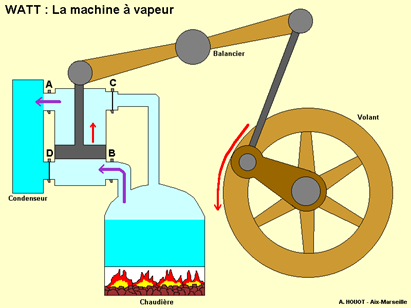 WATT : La machine à vapeur
Balancier
A
C
Volant
D
B
Condenseur
Chaudière
A. HOUOT - Aix-Marseille